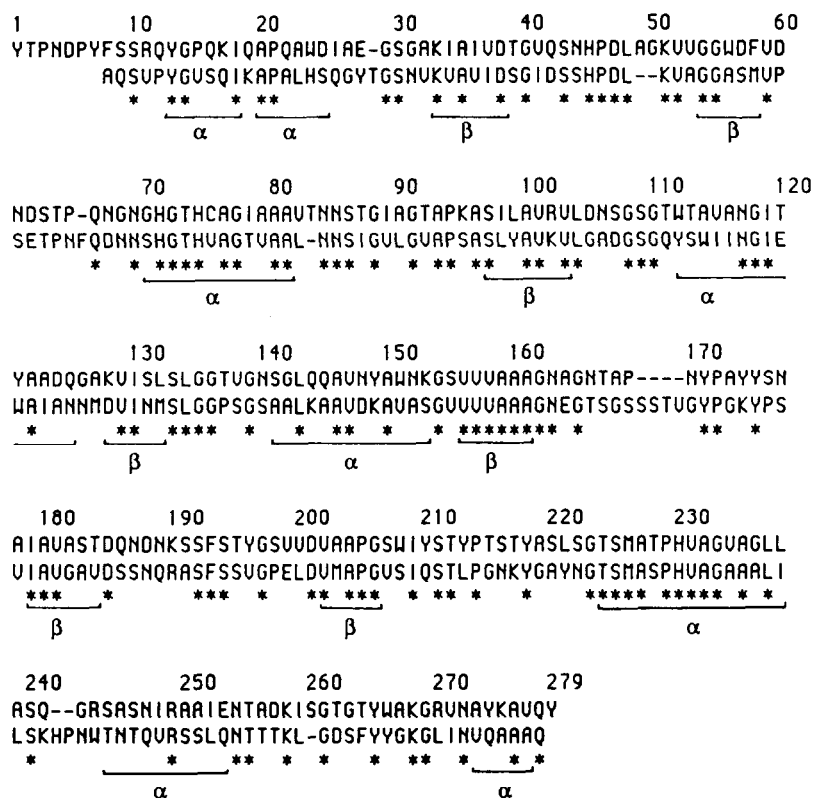 1 10 20 30 40 50 60
YTPNDPYFSSRQYGPQKIQAPQAWDIAE-GSGAKIAIVDTGVQSNHPDLAGKVVGGWDFVD
AQSVPYGVSQIKAPALHSQGYTGSNVKVAVIDSGIDSSHPDL--KVAGGASMVP
* ** * ** ** * * * * * **** ** ** *
α α β β
70 80 90 100 110 120
NDSTP-QNGNGHGTHCAGIAAAVTNNSTGIAGTAPKASILAVRVLDNSGSGTWTAVANGIT
SETPNFQDNNSHGTHVAGTVAAL-NNSIGVLGVAPSASLYAVKVLGADGSGQYSWIINGIE
* * **** ** ** *** * * ** ** ** ** *** ***
α β α
130 140 150 160 170
YAADQGAKVISLSLGGTVGNSGLQQAVNYAWNKGSVVVAAAGNAGNTAP----NYPAYYSN
WAIANNMDVINMSLGGPSGSAALKAAVDKAVASGVVVVAAAGNEGTSGSSSTVGYPGKYPS
* ** **** * * ** * * ******** * ** *
β α β
180 190 200 210 220 230
AIAVASTDQNDNKSSFSTYGSVVDVAAPGSWIYSTYPTSTYASLSGTSMATPHVAGVAGLL
VIAVGAVDSSNQRASFSSVGPELDVMAPGVSIQSTLPGNKYGAYNGTSMASPHVAGAAALI
*** * *** * ** *** * ** * * ***** ***** * *
β β α
240 250 260 270 279
ASQ--GRSASNIRAAIENTADKISGTGTYWAKGRVNAYKAVQY
LSKHPNWTNTQVRSSLQNTTTKL-GDSFYYGKGLINVQAAAQ
* * ** * * * ** * * *
α α